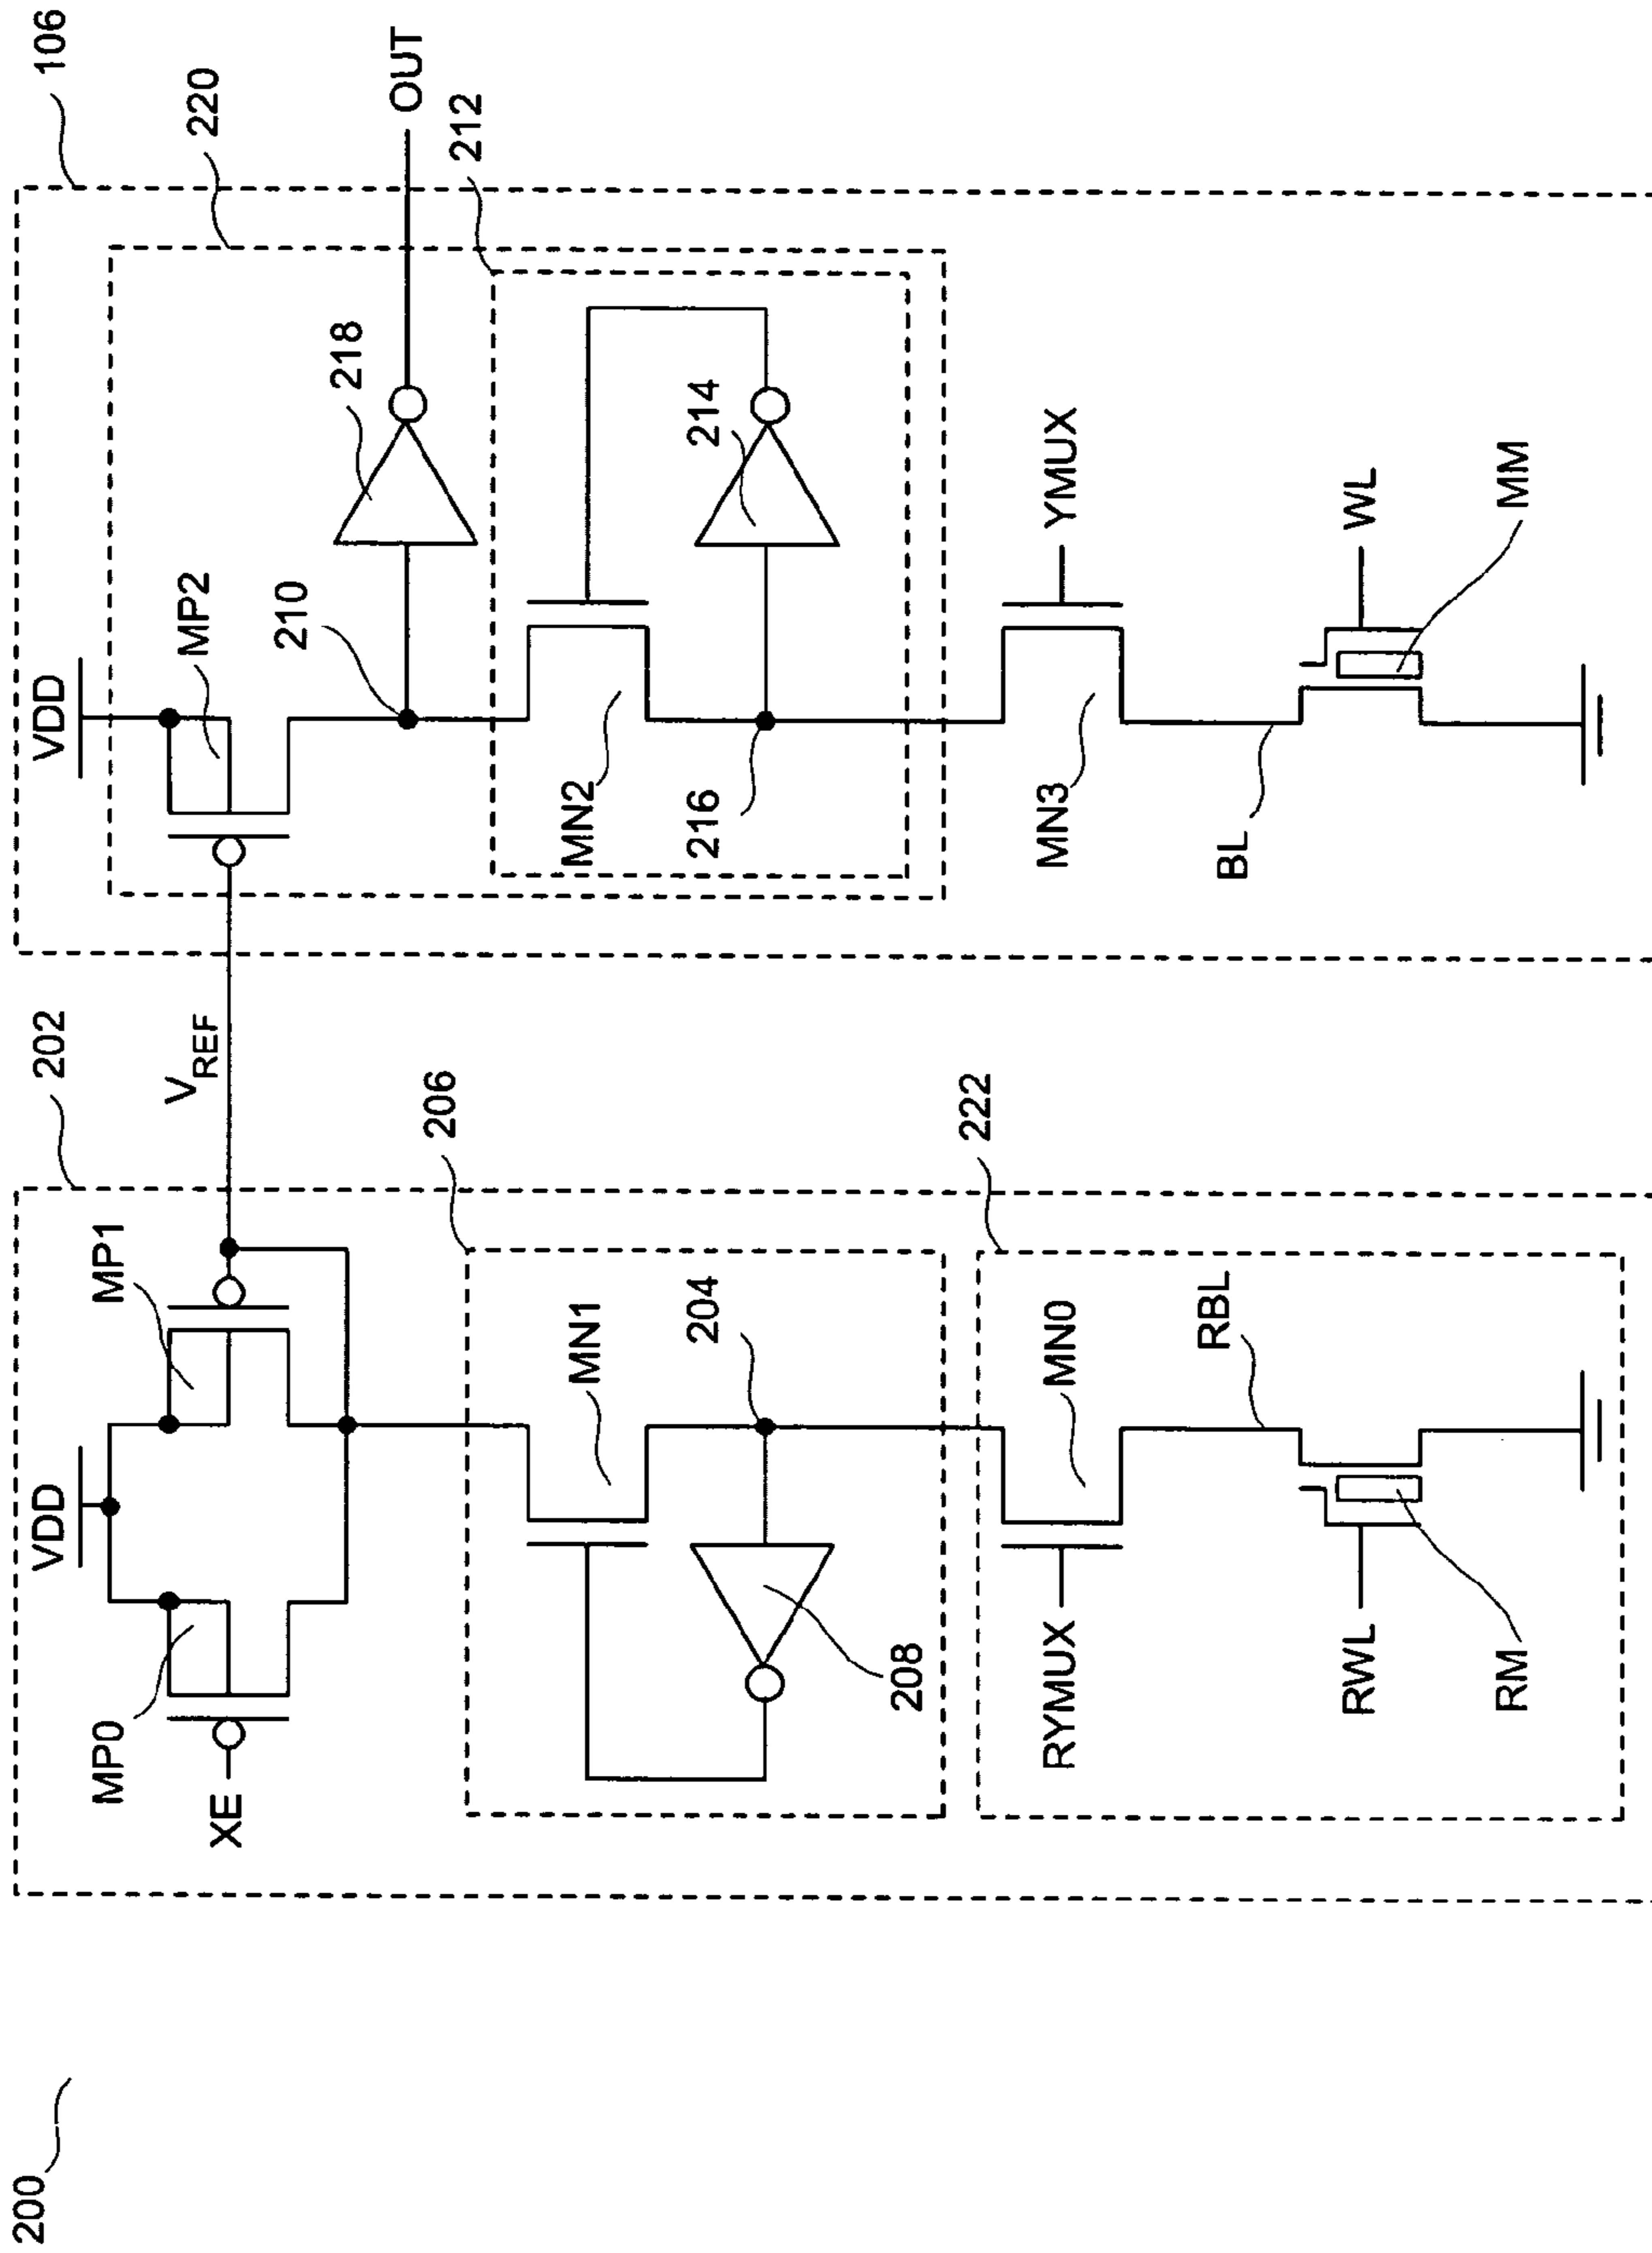 200
202
106
VDD
VDD
MP0
MP1
XE
V_REF
MP2
220
210
218
OUT
206
212
MN1
MN2
204
216
214
208
222
MN0
MN3
RYMUX
YMUX
RBL
BL
RWL
WL
RM
MM